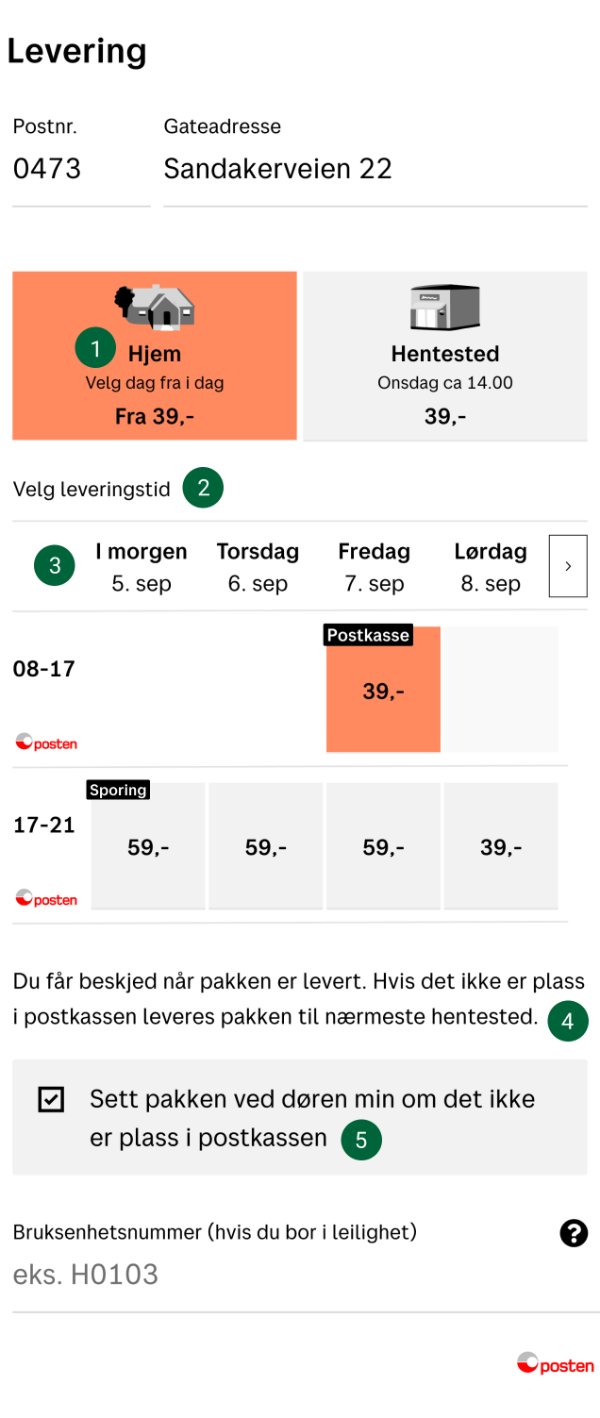 Levering
Postnr. Gateadresse
0473 Sandakerveien 22
1 Hjem
Velg dag fra i dag
Fra 39,-
Hentested
Onsdag ca 14.00
39,-
Velg leveringstid 2
3 I morgen Torsdag Fredag Lørdag >
5. sep 6. sep 7. sep 8. sep
Postkasse
08-17 39,-
posten
Sporing
17-21 59,- 59,- 59,- 39,-
posten
Du får beskjed når pakken er levert. Hvis det ikke er plass
i postkassen leveres pakken til nærmeste hentested. 4
Sett pakken ved døren min om det ikke
er plass i postkassen 5
Bruksenhetsnummer (hvis du bor i leilighet) ?
eks. H0103
posten